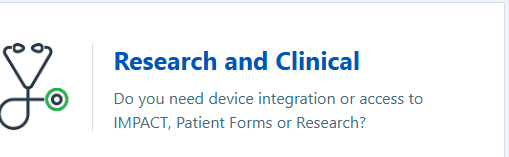 Research and Clinical
Do you need device integration or access to
IMPACT, Patient Forms or Research?